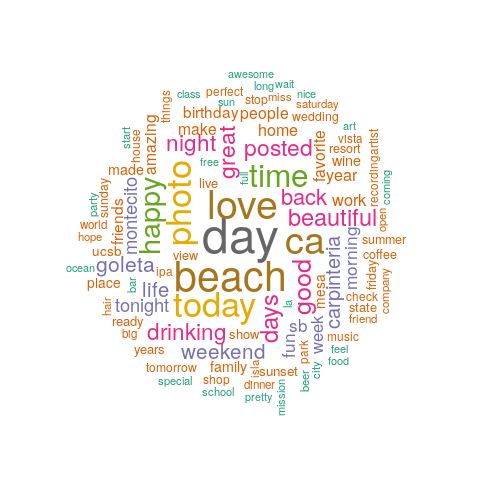 awesome
long
wait
class
perfect
stop
miss
nice
things
sun
saturday
birthday
people
wedding
start
house
amazing
night
make
great
home
posted
favorite
art
vista
artist
recording
resort
free
wine
made
happy
photo
live
full
time
year
coming
party
sunday
montecito
love
back
work
beautiful
open
world
friends
hope
day
ca
morning
summer
ucsb
view
carpinteria
coffee
ocean
goleta
ipa
beach
good
friday
company
place
bar
life
mesa
check
hair
tonight
today
la
days
state
friend
ready
sb
week
big
drinking
show
fun
music
years
weekend
park
feel
food
tomorrow
family
isla
sunset
city
special
shop
dinner
beer
school
pretty
mission